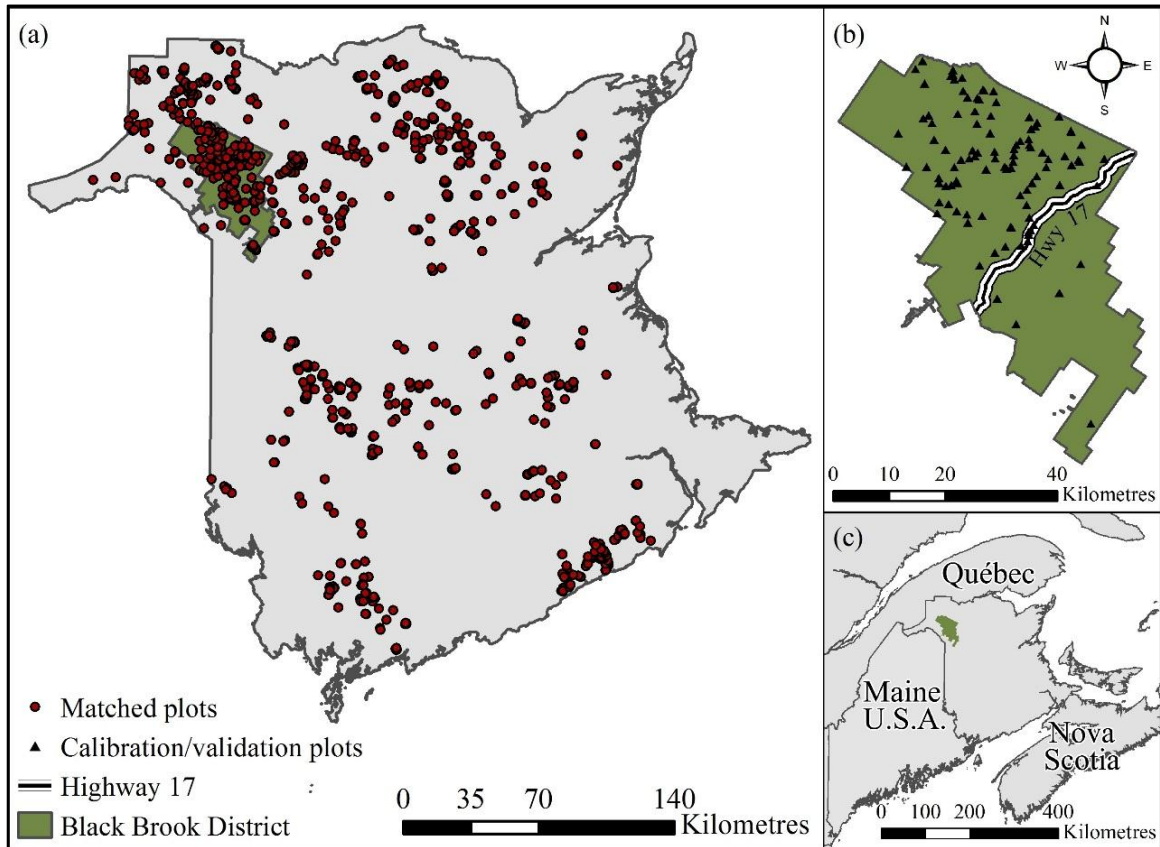 (a)
Matched plots
Calibration/validation plots
Highway 17
Black Brook District
0 35 70 140
Kilometres
(b)
N
W E
S
Hwy 17
0 10 20 40
Kilometres
(c)
Québec
Maine
U.S.A.
Nova
Scotia
0 100 200 400
Kilometres